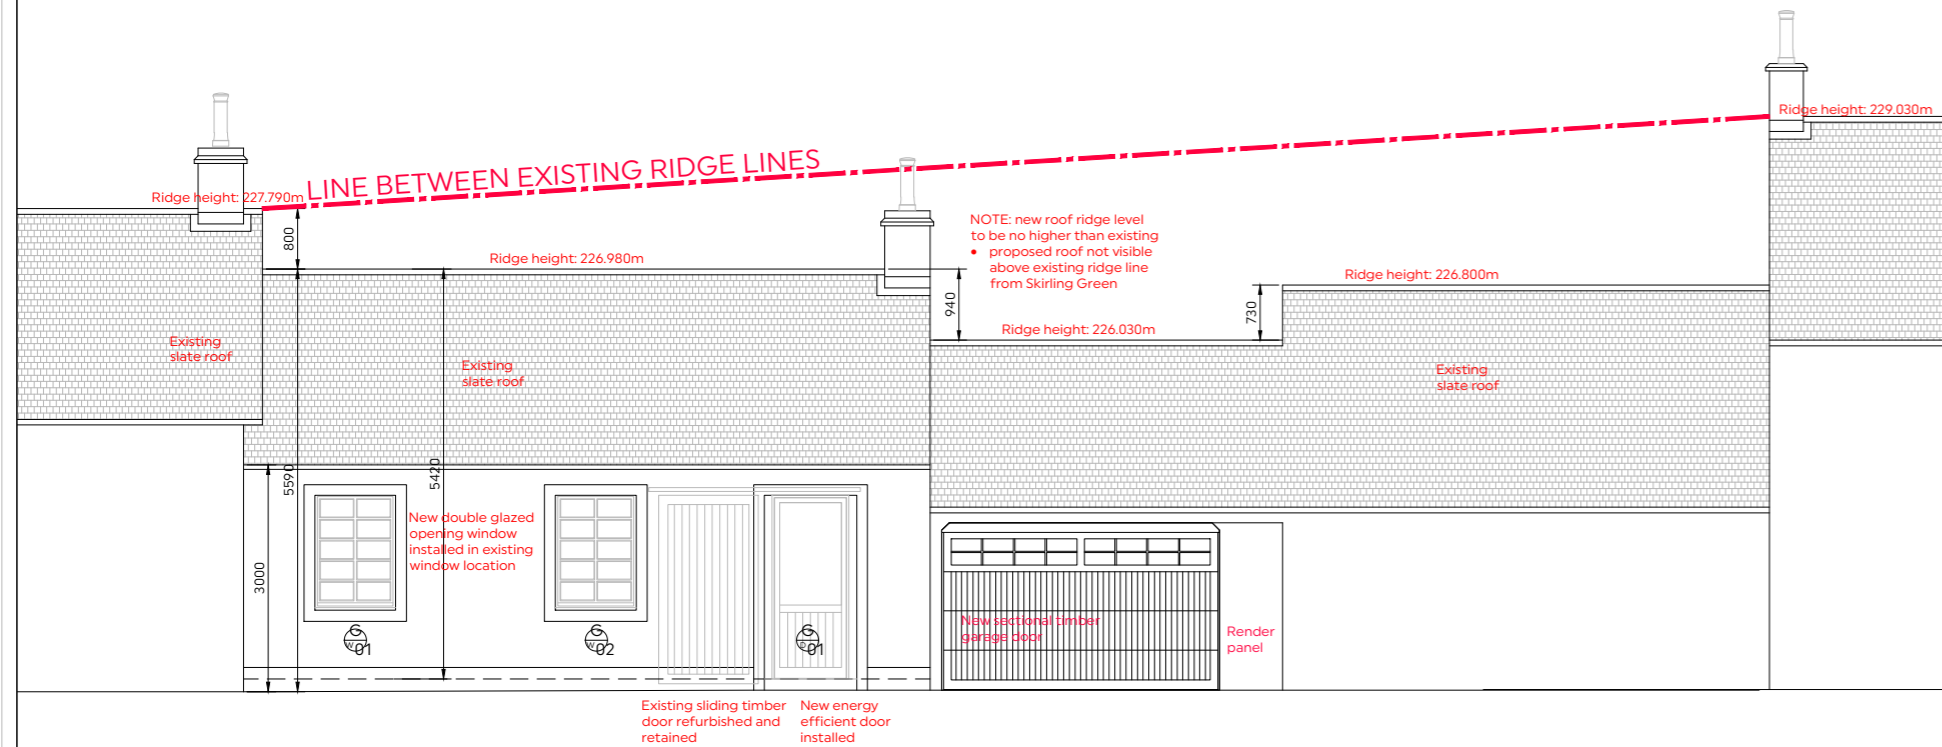 Ridge height: 229.030m
LINE BETWEEN EXISTING RIDGE LINES
Ridge height: 227.790m
800
Ridge height: 226.980m
NOTE: new roof ridge level
to be no higher than existing
• proposed roof not visible
above existing ridge line
from Skirling Green
940
Ridge height: 226.030m
730
Ridge height: 226.800m
Existing
slate roof
Existing
slate roof
Existing
slate roof
5590
5420
3000
New double glazed
opening window
installed in existing
window location
G
W 01
G
W 02
G
D 01
New sectional timber
garage door
Render
panel
Existing sliding timber
door refurbished and
retained
New energy
efficient door
installed